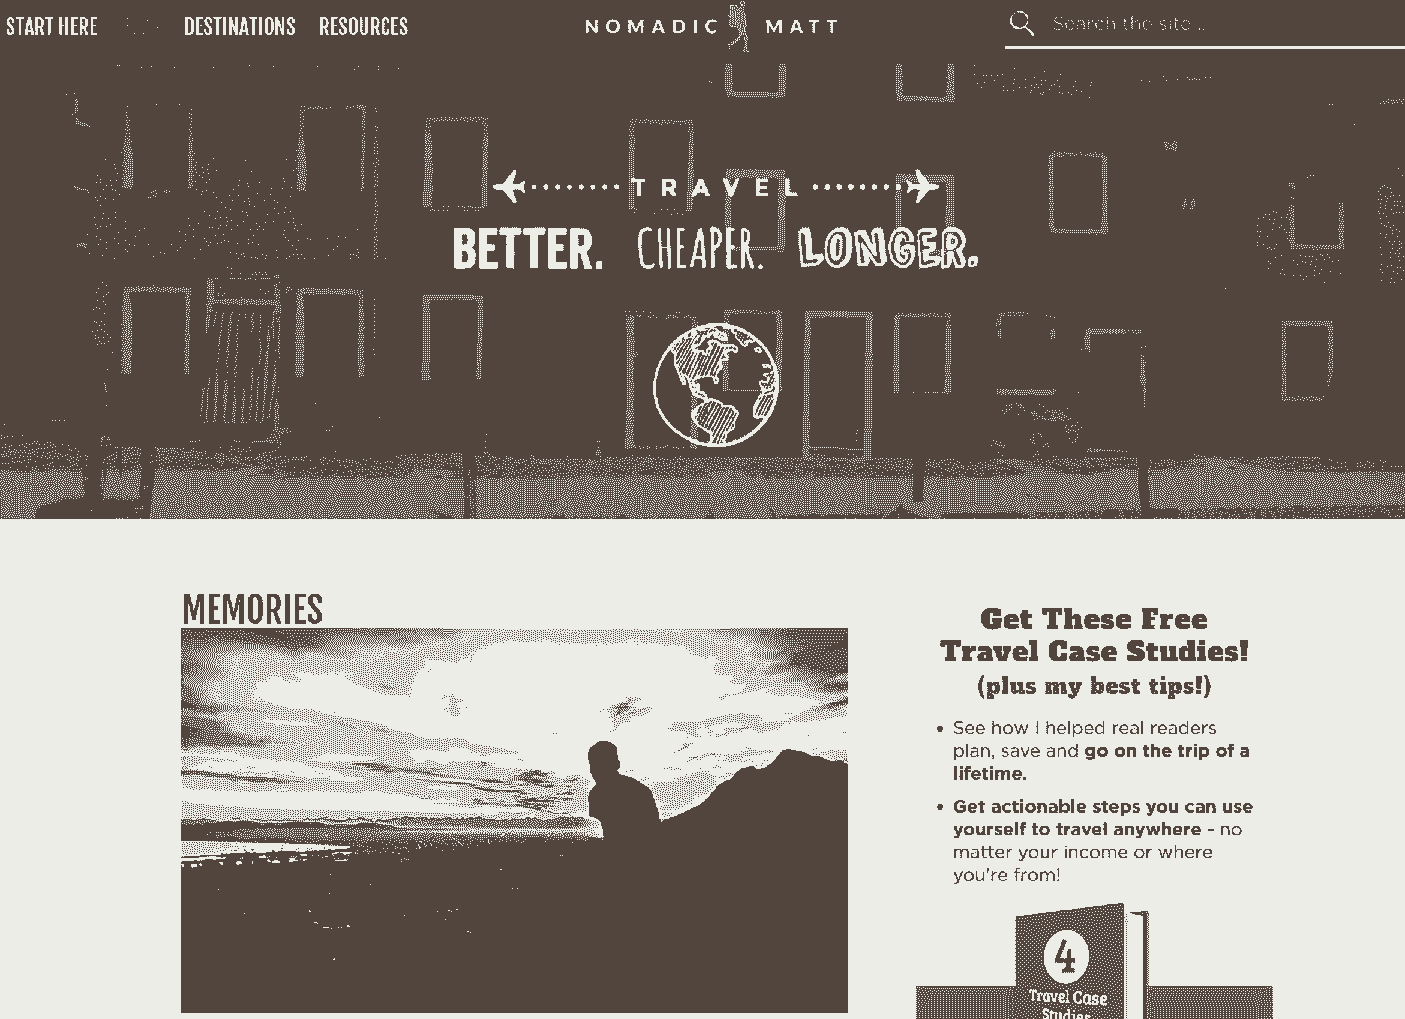 START HERE
DESTINATIONS
RESOURCES
NOMADIC MATT
Search the site ...
TRAVEL
BETTER. CHEAPER. LONGER.
MEMORIES
Get These Free
Travel Case Studies!
(plus my best tips!)
• See how I helped real readers
plan, save and go on the trip of a
lifetime.
• Get actionable steps you can use
yourself to travel anywhere - no
matter your income or where
you're from!
4
Travel Case
Studies